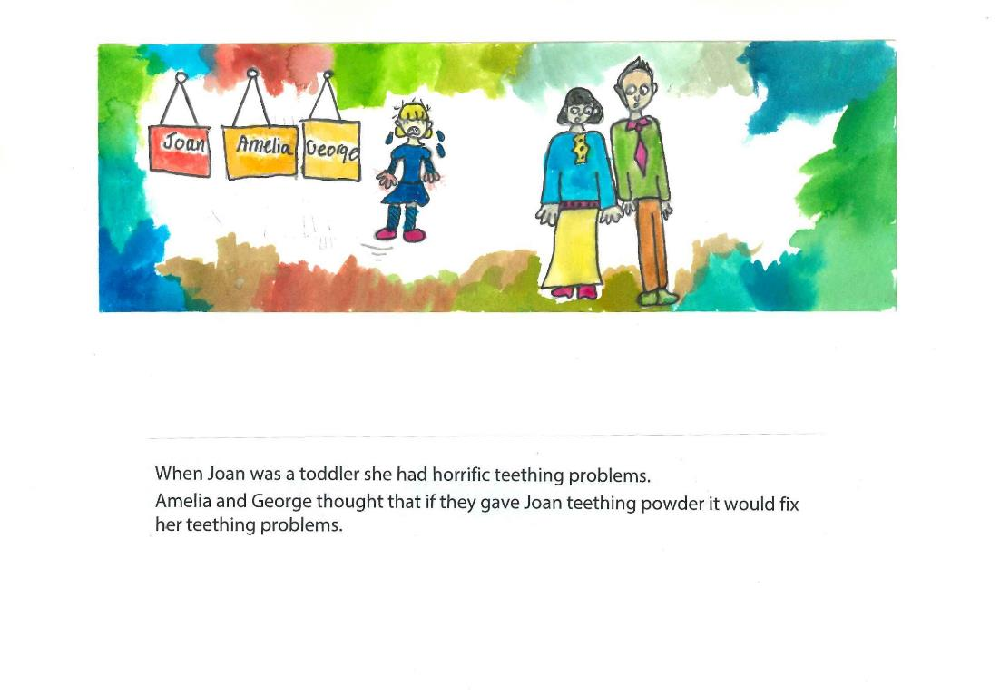 Joan
Amelia
George
When Joan was a toddler she had horrific teething problems.
Amelia and George thought that if they gave Joan teething powder it would fix
her teething problems.